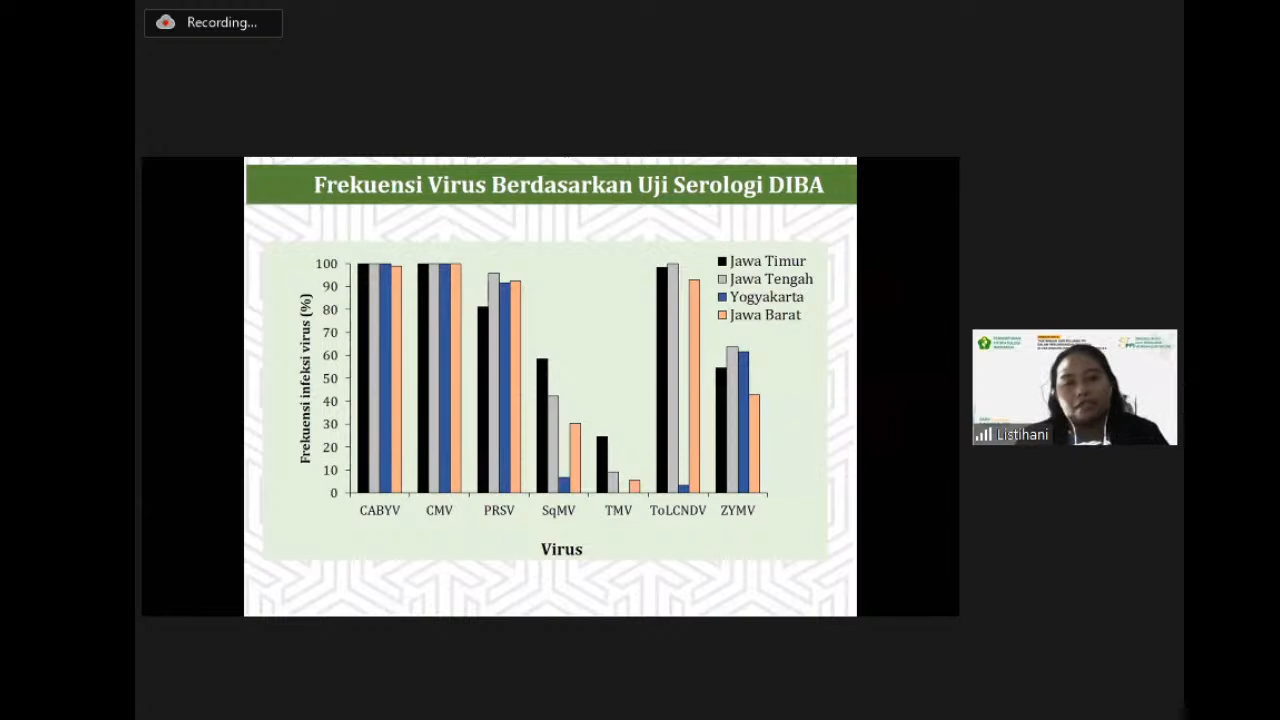 Recording...
Frekuensi Virus Berdasarkan Uji Serologi DIBA
Frekuensi infeksi virus (%)
100
90
80
70
60
50
40
30
20
10
0
Jawa Timur
Jawa Tengah
Yogyakarta
Jawa Barat
CABYV CMV PRSV SqMV TMV ToLCNDV ZYMV
Virus
Listihani